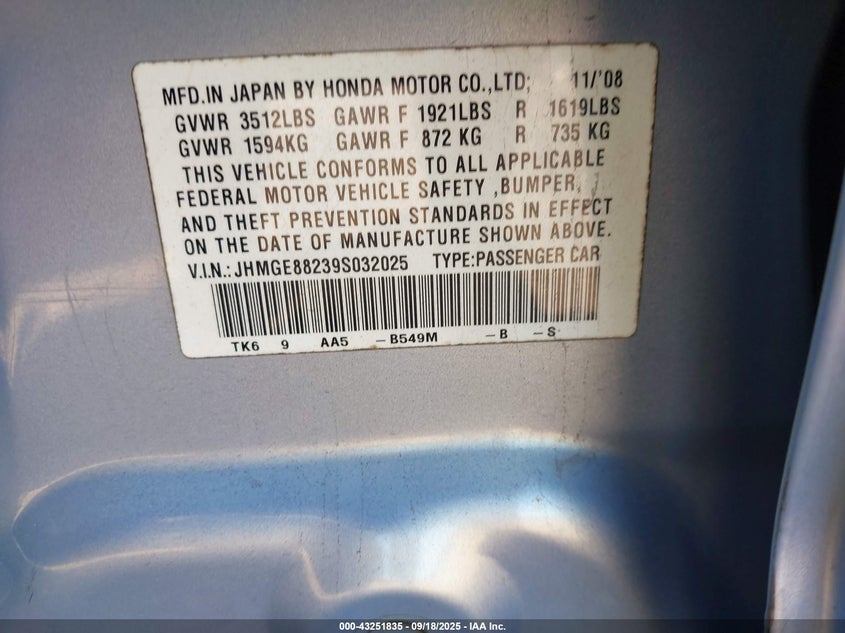 MFD.IN JAPAN BY HONDA MOTOR CO.,LTD; 11/'08
GVWR 3512LBS GAWR F 1921LBS R 1619LBS
GVWR 1594KG GAWR F 872 KG R 735 KG
THIS VEHICLE CONFORMS TO ALL APPLICABLE
FEDERAL MOTOR VEHICLE SAFETY ,BUMPER,
AND THEFT PREVENTION STANDARDS IN EFFECT
ON THE DATE OF MANUFACTURE SHOWN ABOVE.
V.I.N.: JHMGE88239S032025 TYPE:PASSENGER CAR
TK6 9 AA5 -B549M -B -S
000-43251835 - 09/18/2025 - IAA Inc.